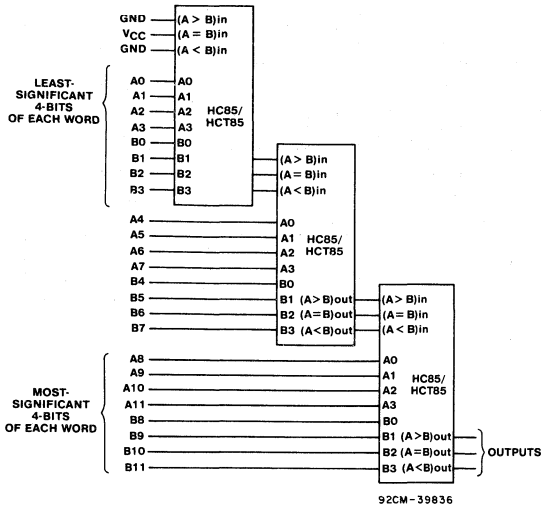 GND (A > B)in
VCC (A = B)in
GND (A < B)in
LEAST-
SIGNIFICANT
4-BITS
OF EACH WORD
A0 A0
A1 A1
A2 A2
A3 A3
B0 B0
B1 B1
B2 B2
B3 B3
HC85/
HCT85
(A > B)in
(A = B)in
(A < B)in
A4 A0
A5 A1
A6 A2
A7 A3
B4 B0
B5 B1 (A>B)out
B6 B2 (A=B)out
B7 B3 (A<B)out
HC85/
HCT85
(A > B)in
(A = B)in
(A < B)in
MOST-
SIGNIFICANT
4-BITS
OF EACH WORD
A8 A0
A9 A1
A10 A2
A11 A3
B8 B0
B9 B1 (A>B)out
B10 B2 (A=B)out
B11 B3 (A<B)out
HC85/
HCT85
OUTPUTS
92CM-39836